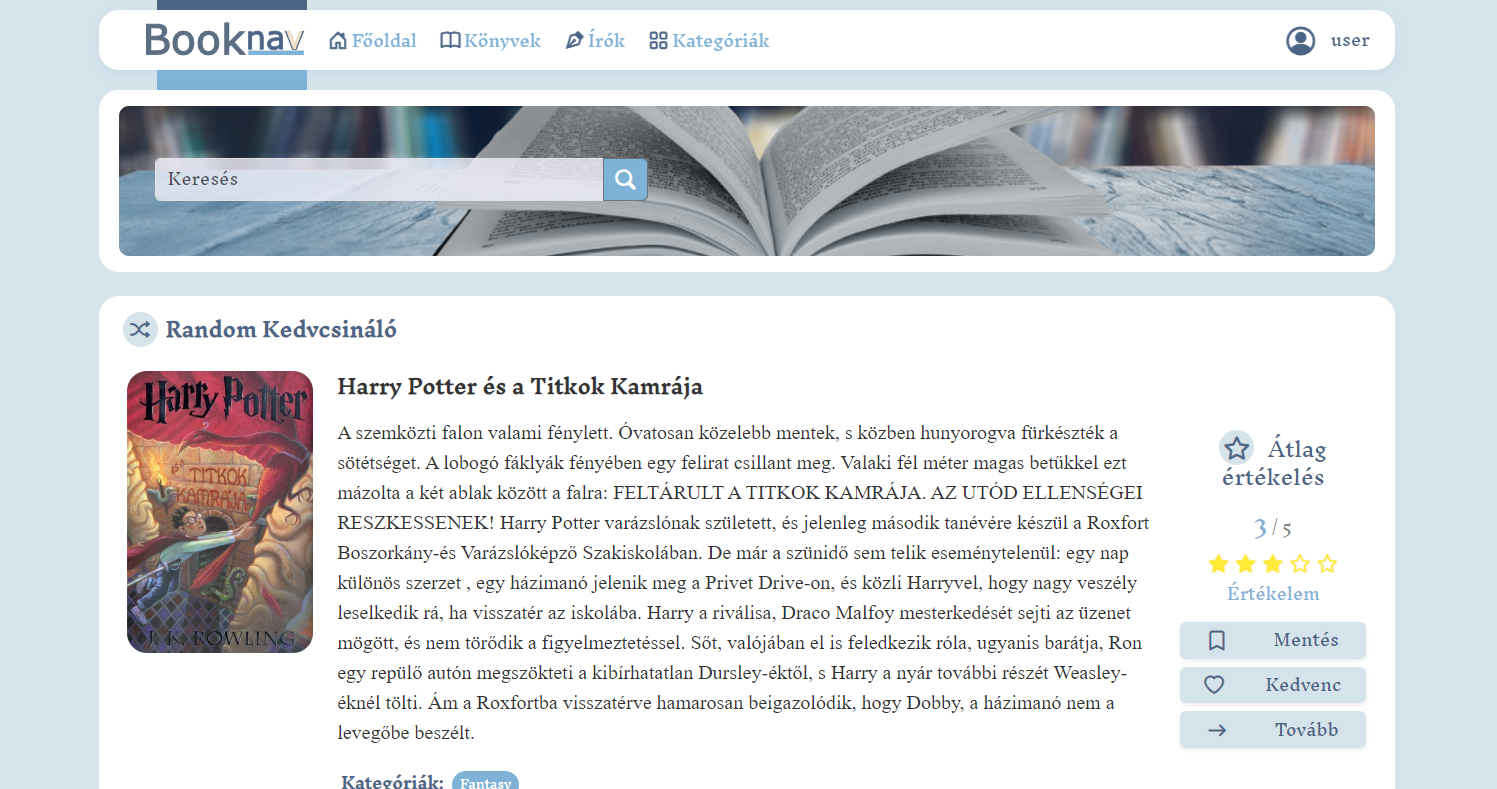 Booknav Főoldal Könyvek Írók Kategóriák user
Keresés
Random Kedvcsináló
Harry Potter
és a
TITKOK
KAMRÁJA
J. K. ROWLING
Harry Potter és a Titkok Kamrája
A szemközti falon valami fénylett. Óvatosan közelebb mentek, s közben hunyorogva fürkészték a
sötétséget. A lobogó fáklyák fényében egy felirat csillant meg. Valaki fél méter magas betűkkel ezt
mázolta a két ablak között a falra: FELTÁRULT A TITKOK KAMRÁJA. AZ UTÓD ELLENSÉGEI
RESZKESSENEK! Harry Potter varázslónak született, és jelenleg második tanévére készül a Roxfort
Boszorkány-és Varázslóképző Szakiskolában. De már a szünidő sem telik eseménytelenül: egy nap
különös szerzet , egy házimanó jelenik meg a Privet Drive-on, és közli Harryvel, hogy nagy veszély
leselkedik rá, ha visszatér az iskolába. Harry a riválisa, Draco Malfoy mesterkedését sejti az üzenet
mögött, és nem törődik a figyelmeztetéssel. Sőt, valójában el is feledkezik róla, ugyanis barátja, Ron
egy repülő autón megszökteti a kibírhatatlan Dursley-éktől, s Harry a nyár további részét Weasley-
éknél tölti. Ám a Roxfortba visszatérve hamarosan beigazolódik, hogy Dobby, a házimanó nem a
levegőbe beszélt.
Kategóriák: Fantasy
Átlag
értékelés
3 / 5
Értékelem
Mentés
Kedvenc
Tovább